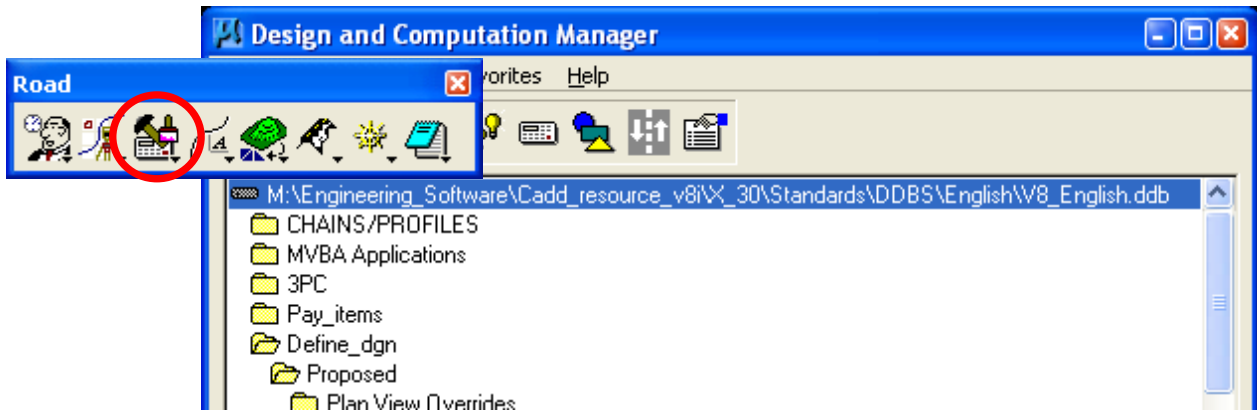 Design and Computation Manager
Road
vorites Help
M:\Engineering_Software\Cadd_resource_v8i\X_30\Standards\DDBS\English\V8_English.ddb
CHAINS/PROFILES
MVBA Applications
3PC
Pay_items
Define_dgn
Proposed
Plan View Overrides